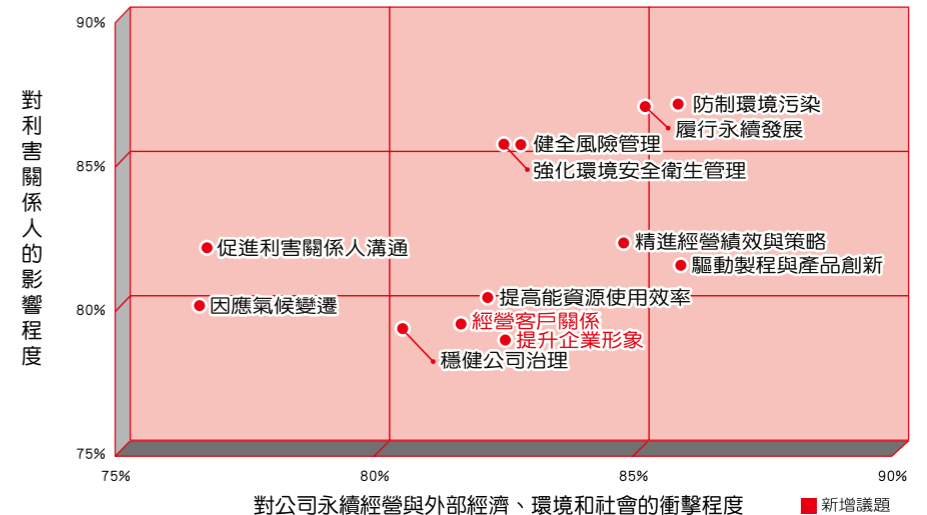 90%
對利害關係人的影響程度
防制環境污染
履行永續發展
健全風險管理
85%
強化環境安全衛生管理
精進經營績效與策略
促進利害關係人溝通
驅動製程與產品創新
提高能資源使用效率
因應氣候變遷
80%
經營客戶關係
提升企業形象
穩健公司治理
75%
75%
80%
85%
90%
對公司永續經營與外部經濟、環境和社會的衝擊程度
新增議題